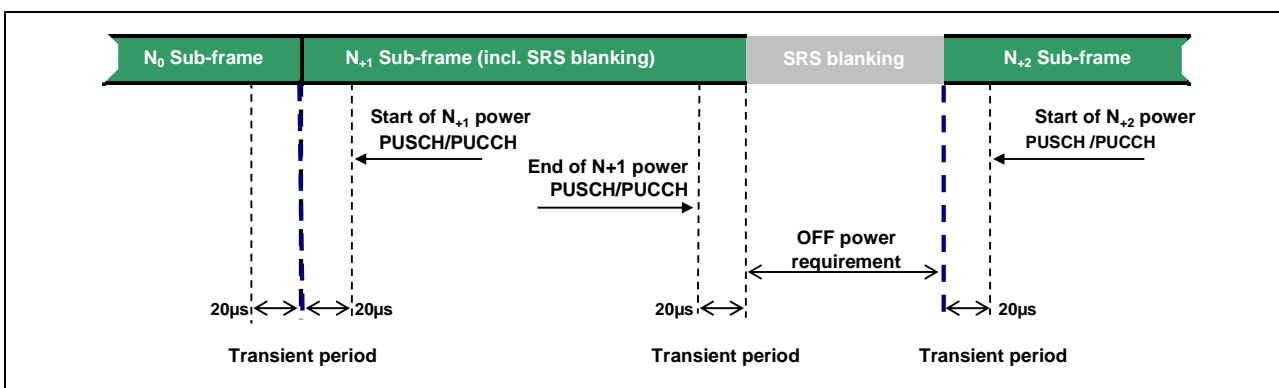 N+0 Sub-frame
N+1 Sub-frame (incl. SRS blanking)
SRS blanking
N+2 Sub-frame
Start of N+1 power
PUSCH/PUCCH
Start of N+2 power
PUSCH /PUCCH
End of N+1 power
PUSCH/PUCCH
OFF power
requirement
20µs
20µs
20µs
20µs
Transient period
Transient period
Transient period